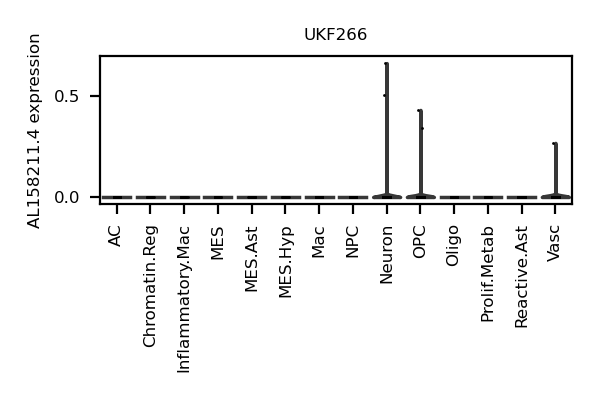 UKF266
AL158211.4 expression
0.5
0.0
AC
Chromatin.Reg
Inflammatory.Mac
MES
MES.Ast
MES.Hyp
Mac
NPC
Neuron
OPC
Oligo
Prolif.Metab
Reactive.Ast
Vasc